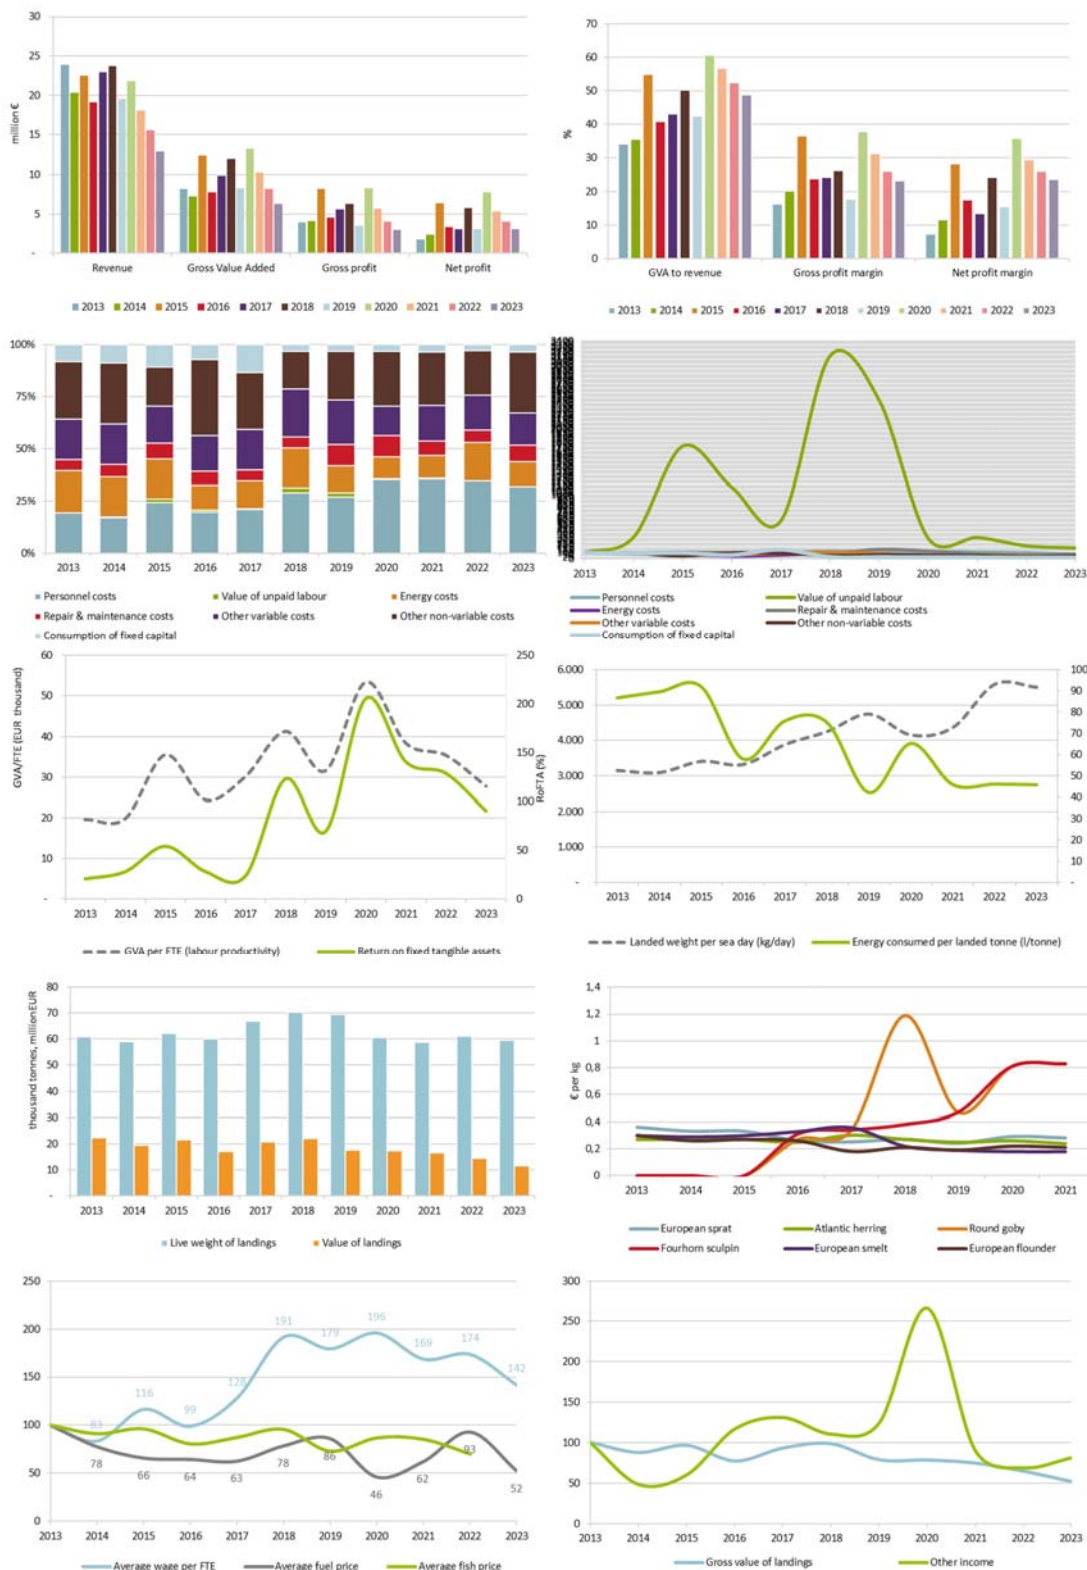 30
25
20
15
10
5
-
million €
Revenue Gross Value Added Gross profit Net profit
2013 2014 2015 2016 2017 2018 2019 2020 2021 2022 2023
70
60
50
40
30
20
10
0
%
GVA to revenue Gross profit margin Net profit margin
2013 2014 2015 2016 2017 2018 2019 2020 2021 2022 2023
100%
75%
50%
25%
0%
2013 2014 2015 2016 2017 2018 2019 2020 2021 2022 2023
Personnel costs Value of unpaid labour Energy costs
Repair & maintenance costs Other variable costs Other non-variable costs
Consumption of fixed capital
2013 2014 2015 2016 2017 2018 2019 2020 2021 2022 2023
Personnel costs Value of unpaid labour
Energy costs Repair & maintenance costs
Other variable costs Other non-variable costs
Consumption of fixed capital
60
50
40
30
20
10
-
GVA/FTE (EUR thousand)
250
200
150
100
50
0
RoFTA (%)
2013 2014 2015 2016 2017 2018 2019 2020 2021 2022 2023
GVA per FTE (labour productivity) Return on fixed tangible assets
6.000
5.000
4.000
3.000
2.000
1.000
-
100
90
80
70
60
50
40
30
20
10
-
2013 2014 2015 2016 2017 2018 2019 2020 2021 2022 2023
Landed weight per sea day (kg/day) Energy consumed per landed tonne (l/tonne)
80
70
60
50
40
30
20
10
-
thousand tonnes, million EUR
2013 2014 2015 2016 2017 2018 2019 2020 2021 2022 2023
Live weight of landings Value of landings
1,4
1,2
1
0,8
0,6
0,4
0,2
0
€ per kg
2013 2014 2015 2016 2017 2018 2019 2020 2021
European sprat Atlantic herring Round goby
Fourhorn sculpin European smelt European flounder
250
200
150
100
50
0
83 116 99 128 191 179 196 169 174 142
78 66 64 63 78 86 46 62 93 52
2013 2014 2015 2016 2017 2018 2019 2020 2021 2022 2023
Average wage per FTE Average fuel price Average fish price
300
250
200
150
100
50
0
2013 2014 2015 2016 2017 2018 2019 2020 2021 2022 2023
Gross value of landings Other income